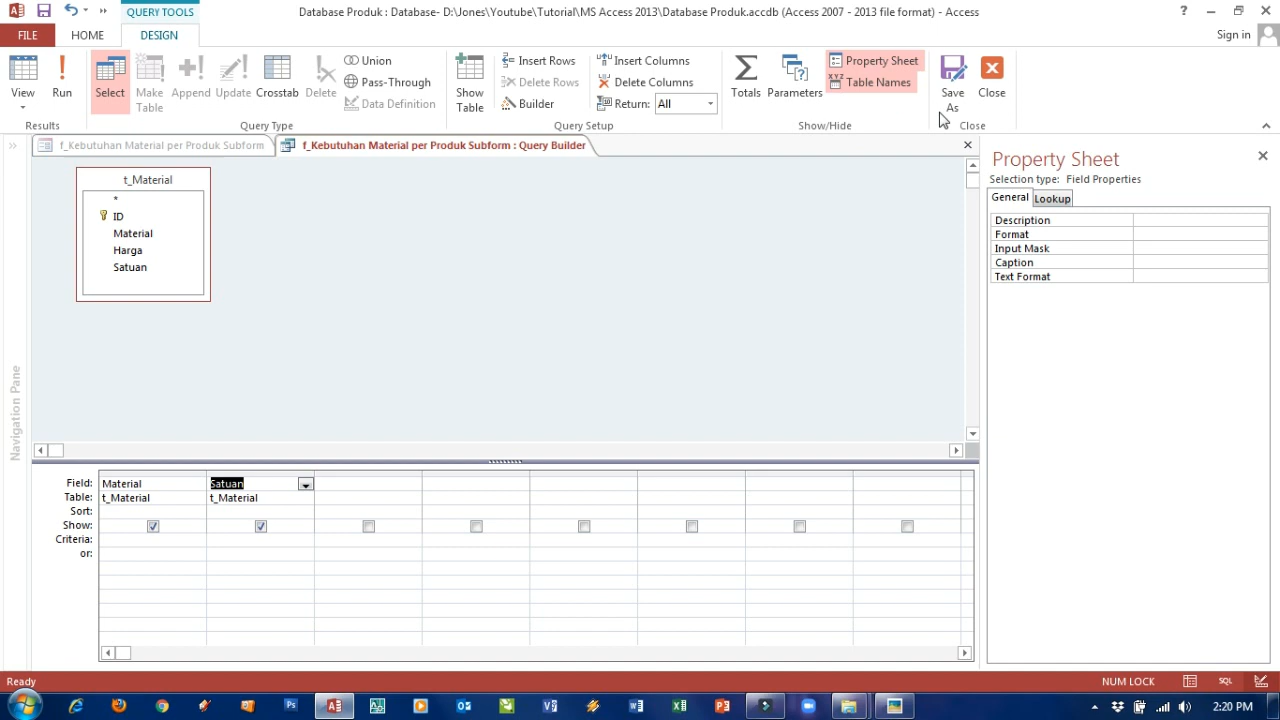 QUERY TOOLS
Database Produk : Database- D:\Jones\Youtube\Tutorial\MS Access 2013\Database Produk.accdb (Access 2007 - 2013 file format) - Access
?
FILE
HOME
DESIGN
Sign in
View
Run
Select
Make Table
Append
Update
Crosstab
Delete
Union
Pass-Through
Data Definition
Show Table
Insert Rows
Delete Rows
Builder
Insert Columns
Delete Columns
Return: All
Totals
Parameters
Property Sheet
Table Names
Save As
Close
Results
Query Type
Query Setup
Show/Hide
Close
f_Kebutuhan Material per Produk Subform
f_Kebutuhan Material per Produk Subform : Query Builder
t_Material
*
ID
Material
Harga
Satuan
Navigation Pane
Property Sheet
Selection type: Field Properties
General
Lookup
Description
Format
Input Mask
Caption
Text Format
Field: Material Satuan
Table: t_Material t_Material
Sort:
Show:
Criteria:
or:
Ready
NUM LOCK
SQL
2:20 PM